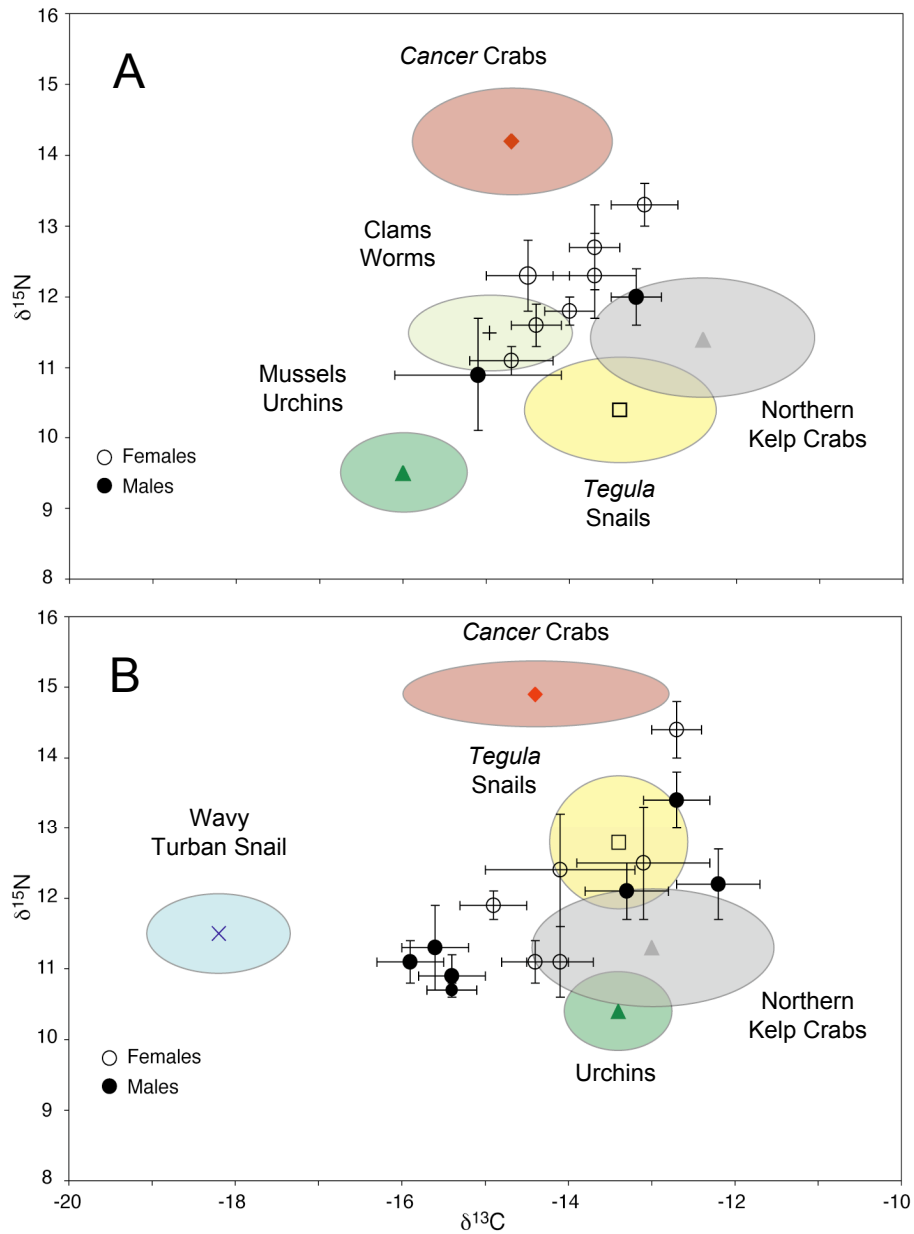 16
A
Cancer Crabs
15
14
Clams
Worms
13
δ15N
12
11
Mussels
Urchins
Northern
Kelp Crabs
10
Females
Males
Tegula
Snails
9
8
16
Cancer Crabs
B
15
Tegula
Snails
14
Wavy
Turban Snail
13
δ15N
12
11
Northern
Kelp Crabs
10
Females
Males
Urchins
9
8
-20 -18 -16 -14 -12 -10
δ13C